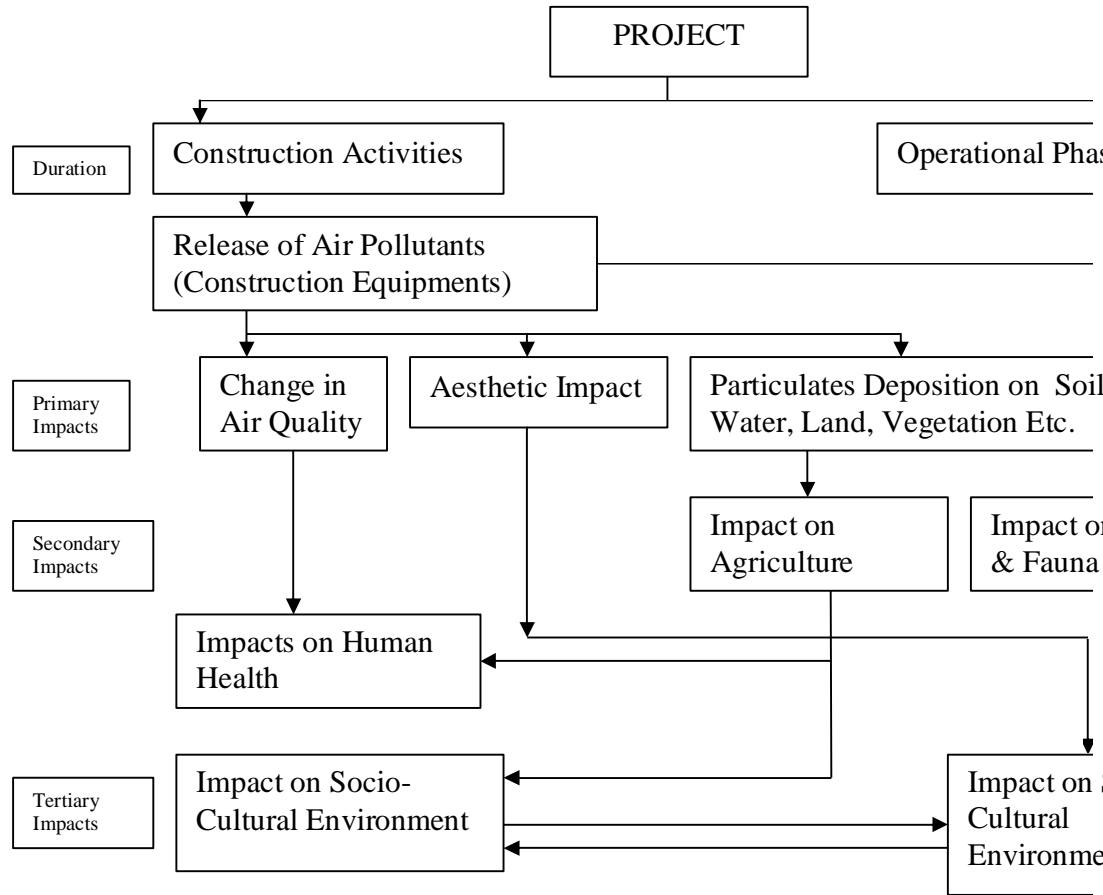 PROJECT
Construction Activities
Operational
Duration
Release of Air Pollutants
(Construction Equipments)
Change in
Air Quality
Aesthetic Impact
Particulates Deposition on Soil
Water, Land, Vegetation Etc.
Primary
Impacts
Impact on
Agriculture
Impact
& Fauna
Secondary
Impacts
Impacts on Human
Health
Impact on Socio-
Cultural Environment
Impact on
Cultural
Tertiary
Impacts